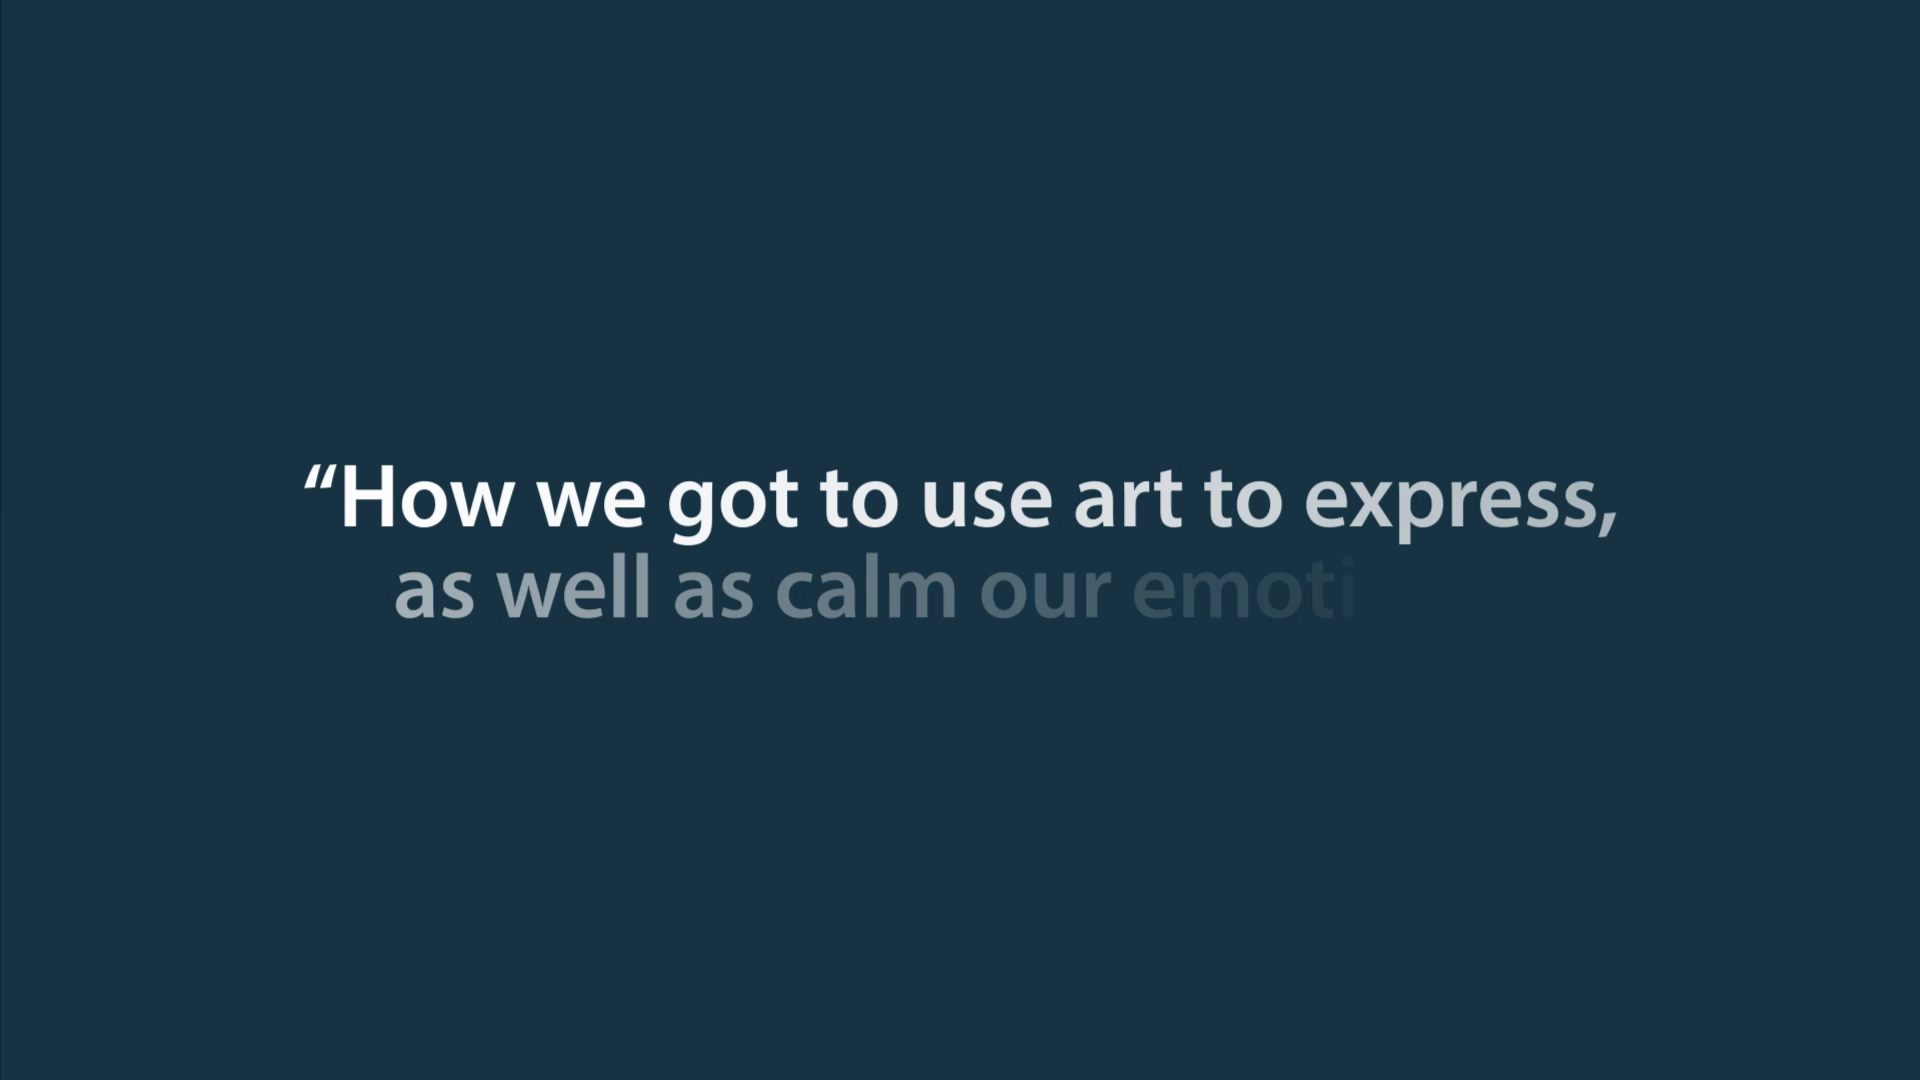 “How we got to use art to express,
as well as calm our emoti